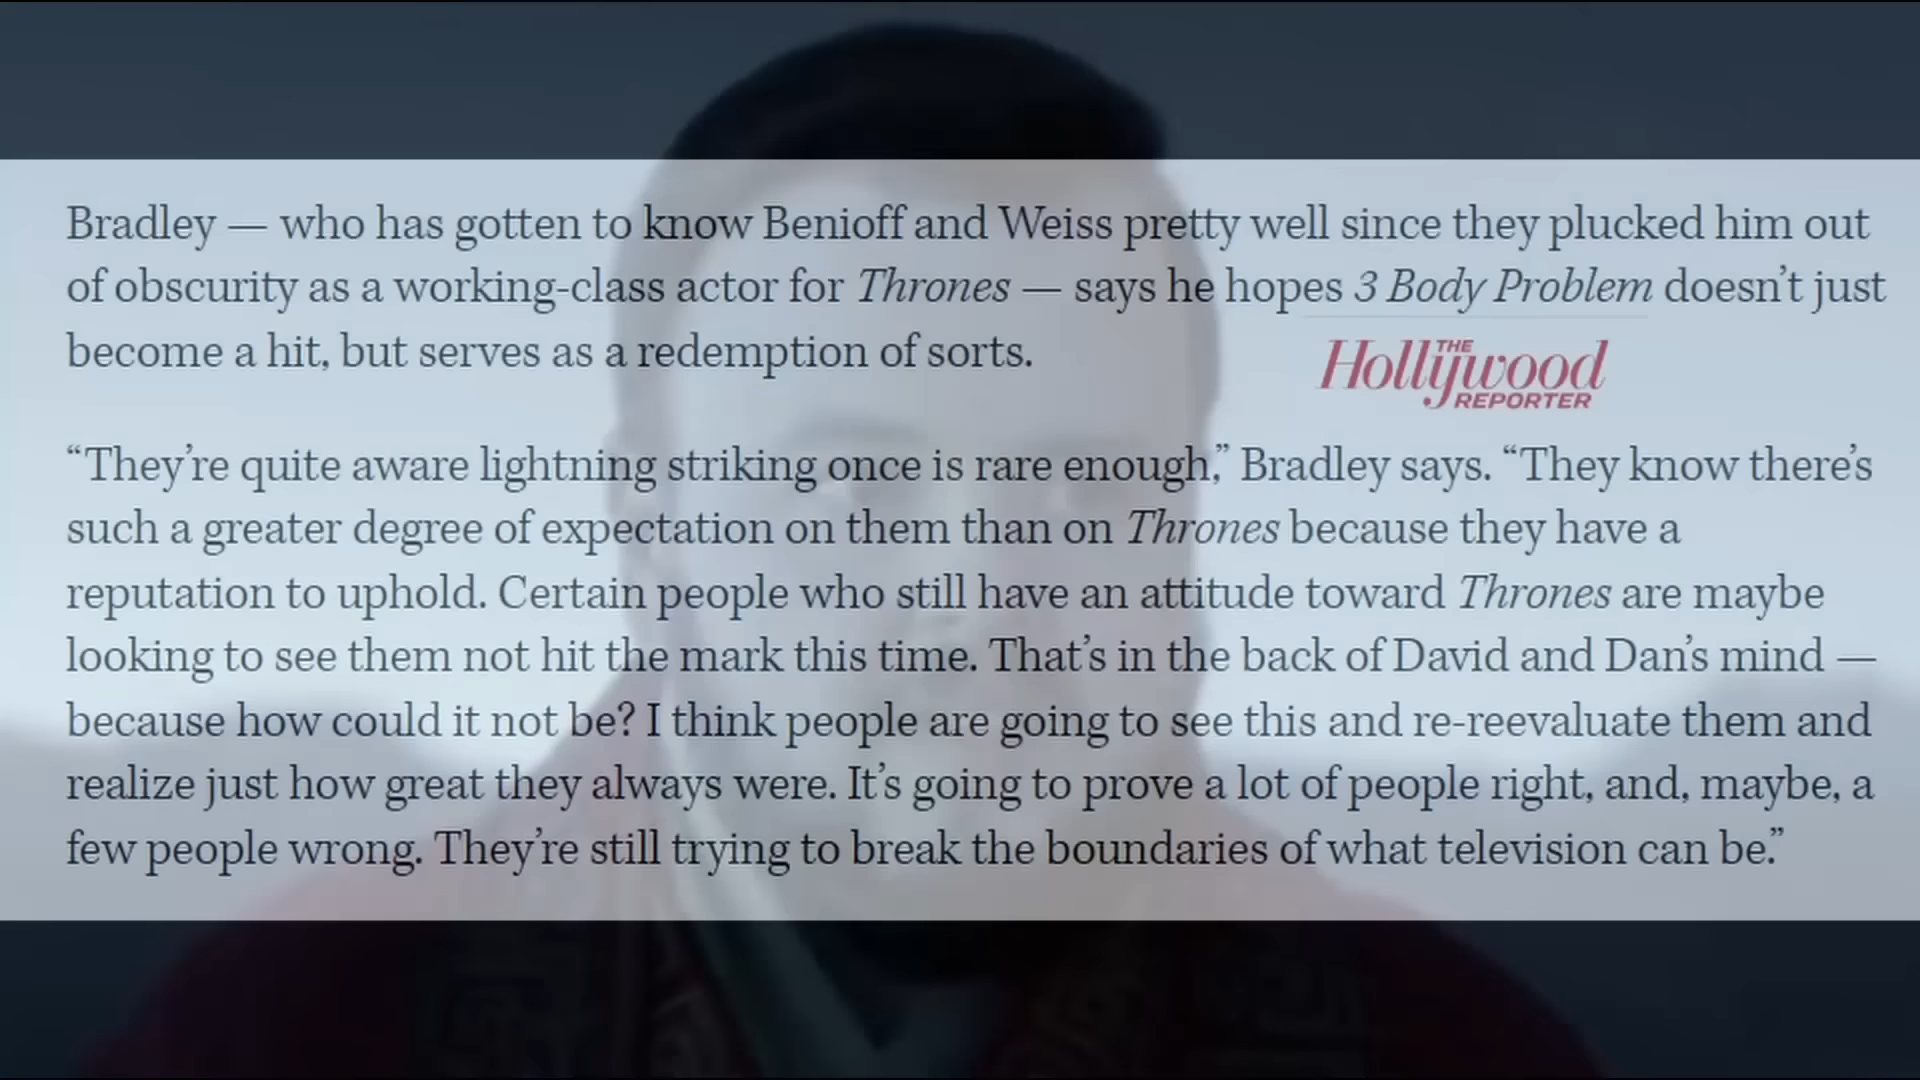 Bradley — who has gotten to know Benioff and Weiss pretty well since they plucked him out
of obscurity as a working-class actor for Thrones — says he hopes 3 Body Problem doesn’t just
become a hit, but serves as a redemption of sorts.
THE
Hollywood
REPORTER
“They’re quite aware lightning striking once is rare enough,” Bradley says. “They know there’s
such a greater degree of expectation on them than on Thrones because they have a
reputation to uphold. Certain people who still have an attitude toward Thrones are maybe
looking to see them not hit the mark this time. That’s in the back of David and Dan’s mind —
because how could it not be? I think people are going to see this and re-reevaluate them and
realize just how great they always were. It’s going to prove a lot of people right, and, maybe, a
few people wrong. They’re still trying to break the boundaries of what television can be.”